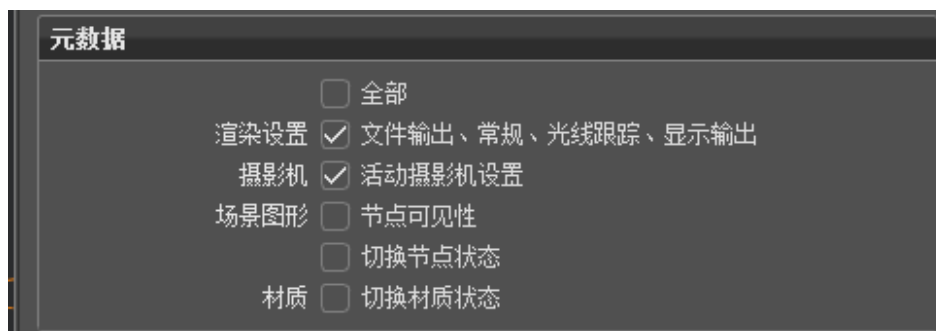 元数据
全部
渲染设置 文件输出、常规、光线跟踪、显示输出
摄影机 活动摄影机设置
场景图形 节点可见性
切换节点状态
材质 切换材质状态